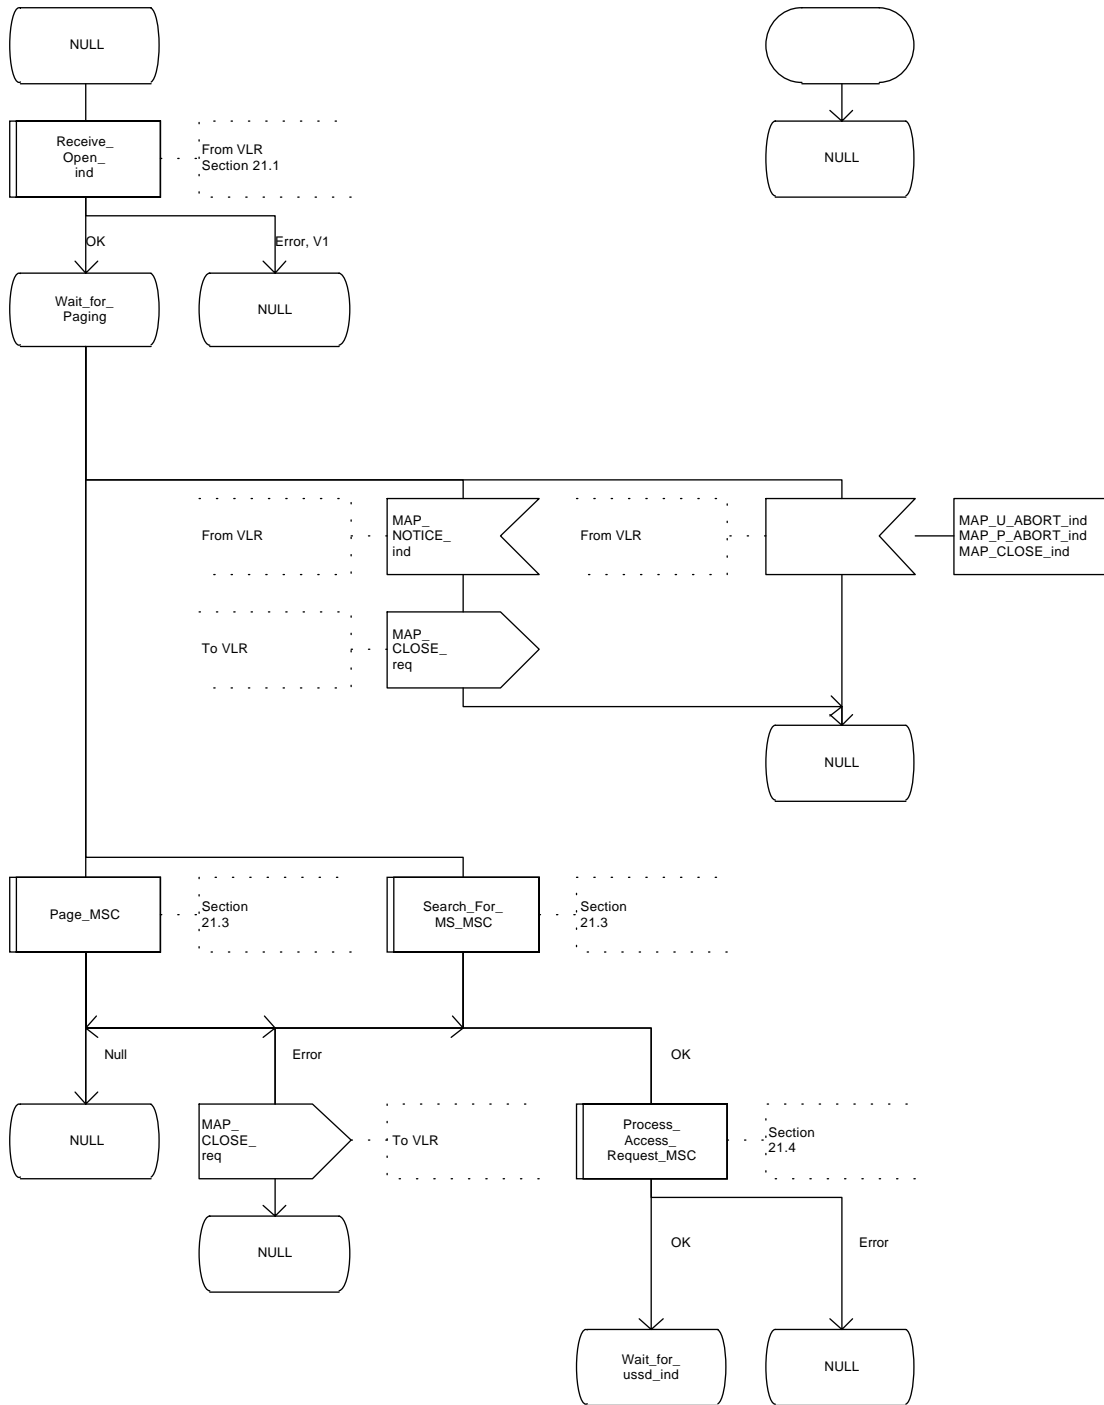 NULL
Receive_
Open_
ind
From VLR
Section 21.1
NULL
OK
Error, V1
Wait_for_
Paging
NULL
From VLR
MAP_
NOTICE_
ind
From VLR
MAP_U_ABORT_ind
MAP_P_ABORT_ind
MAP_CLOSE_ind
To VLR
MAP_
CLOSE_
req
NULL
Page_MSC
Section
21.3
Search_For_
MS_MSC
Section
21.3
Null
Error
OK
NULL
MAP_
CLOSE_
req
To VLR
Process_
Access_
Request_MSC
Section
21.4
NULL
OK
Error
Wait_for_
ussd_ind
NULL